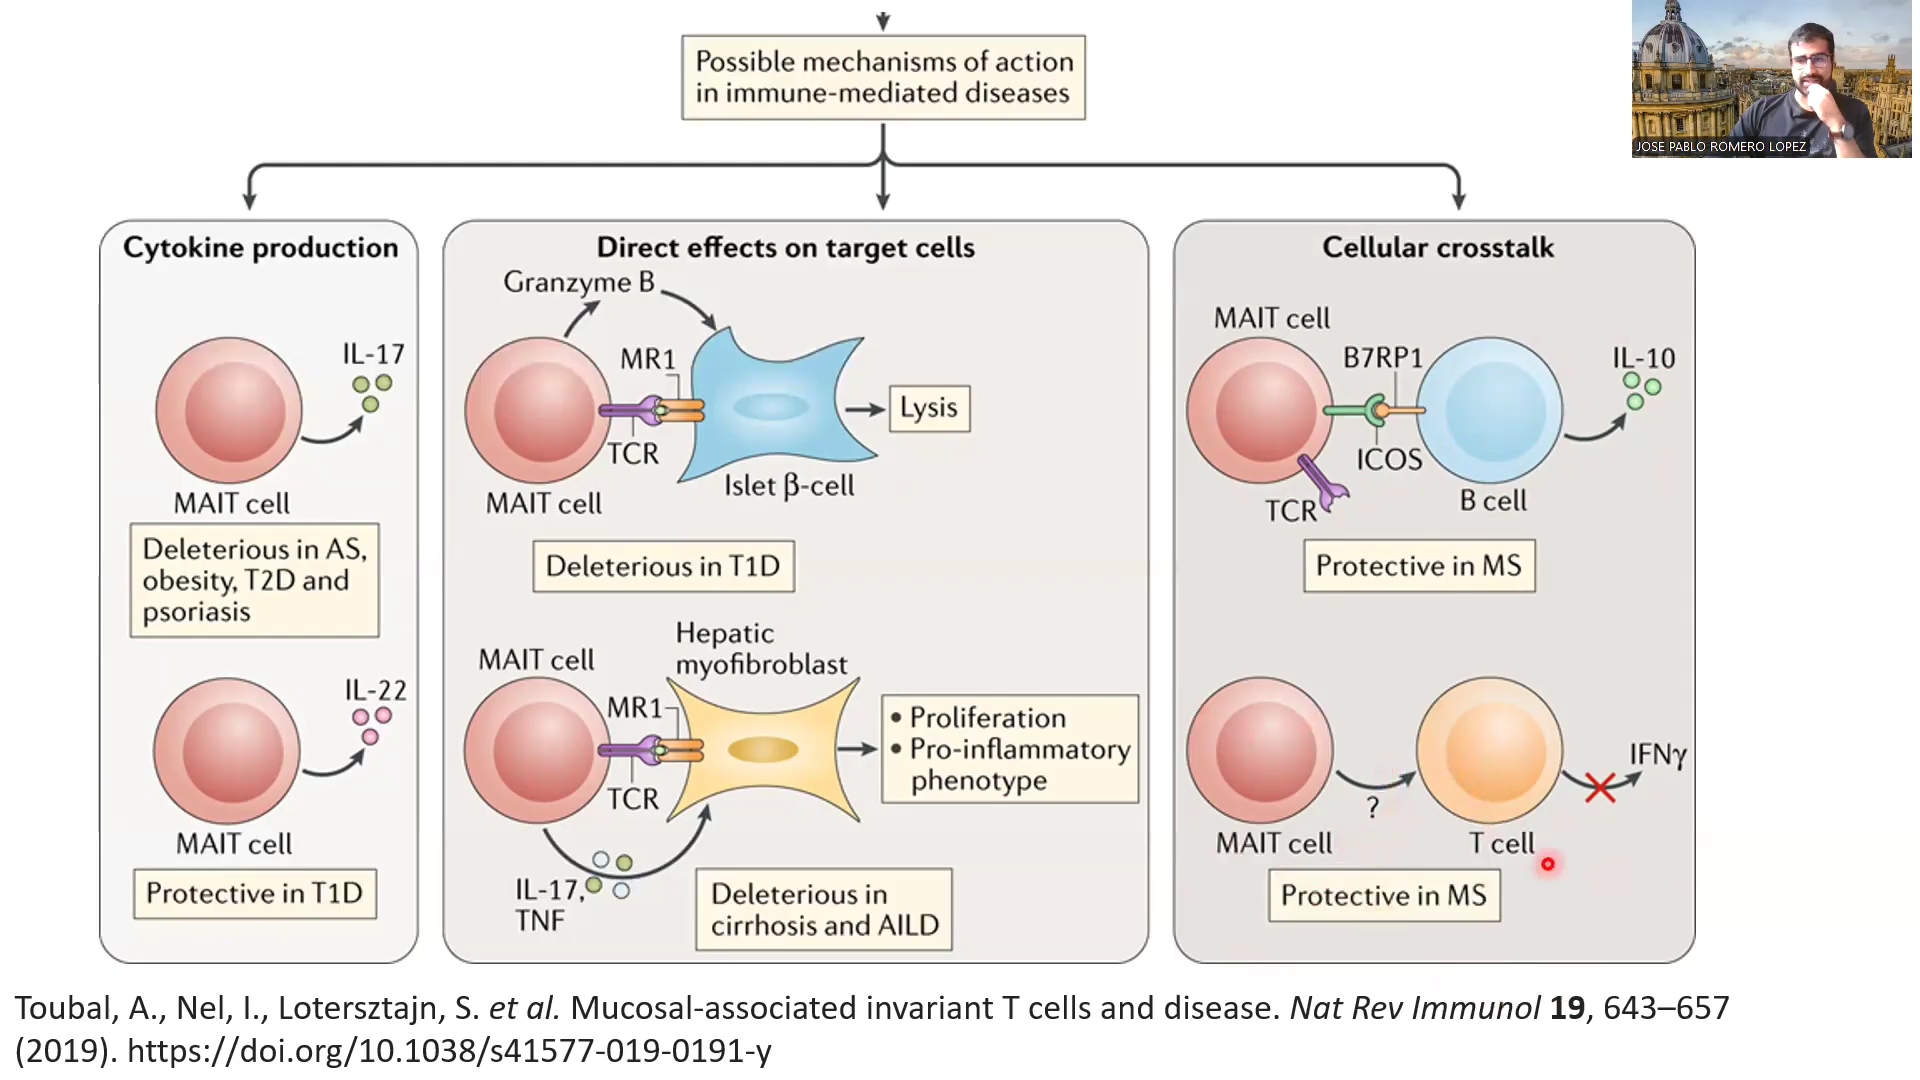 Possible mechanisms of action
in immune-mediated diseases
JOSE PABLO ROMERO LOPEZ
Cytokine production
IL-17
MAIT cell
Deleterious in AS,
obesity, T2D and
psoriasis
IL-22
MAIT cell
Protective in T1D
Direct effects on target cells
Granzyme B
MR1
TCR
MAIT cell
Islet β-cell
Lysis
Deleterious in T1D
Hepatic
myofibroblast
MAIT cell
MR1
TCR
IL-17,
TNF
• Proliferation
• Pro-inflammatory
phenotype
Deleterious in
cirrhosis and AILD
Cellular crosstalk
MAIT cell
B7RP1
IL-10
ICOS
TCR
B cell
Protective in MS
IFNγ
?
MAIT cell
T cell
Protective in MS
Toubal, A., Nel, I., Lotersztajn, S. et al. Mucosal-associated invariant T cells and disease. Nat Rev Immunol 19, 643–657
(2019). https://doi.org/10.1038/s41577-019-0191-y